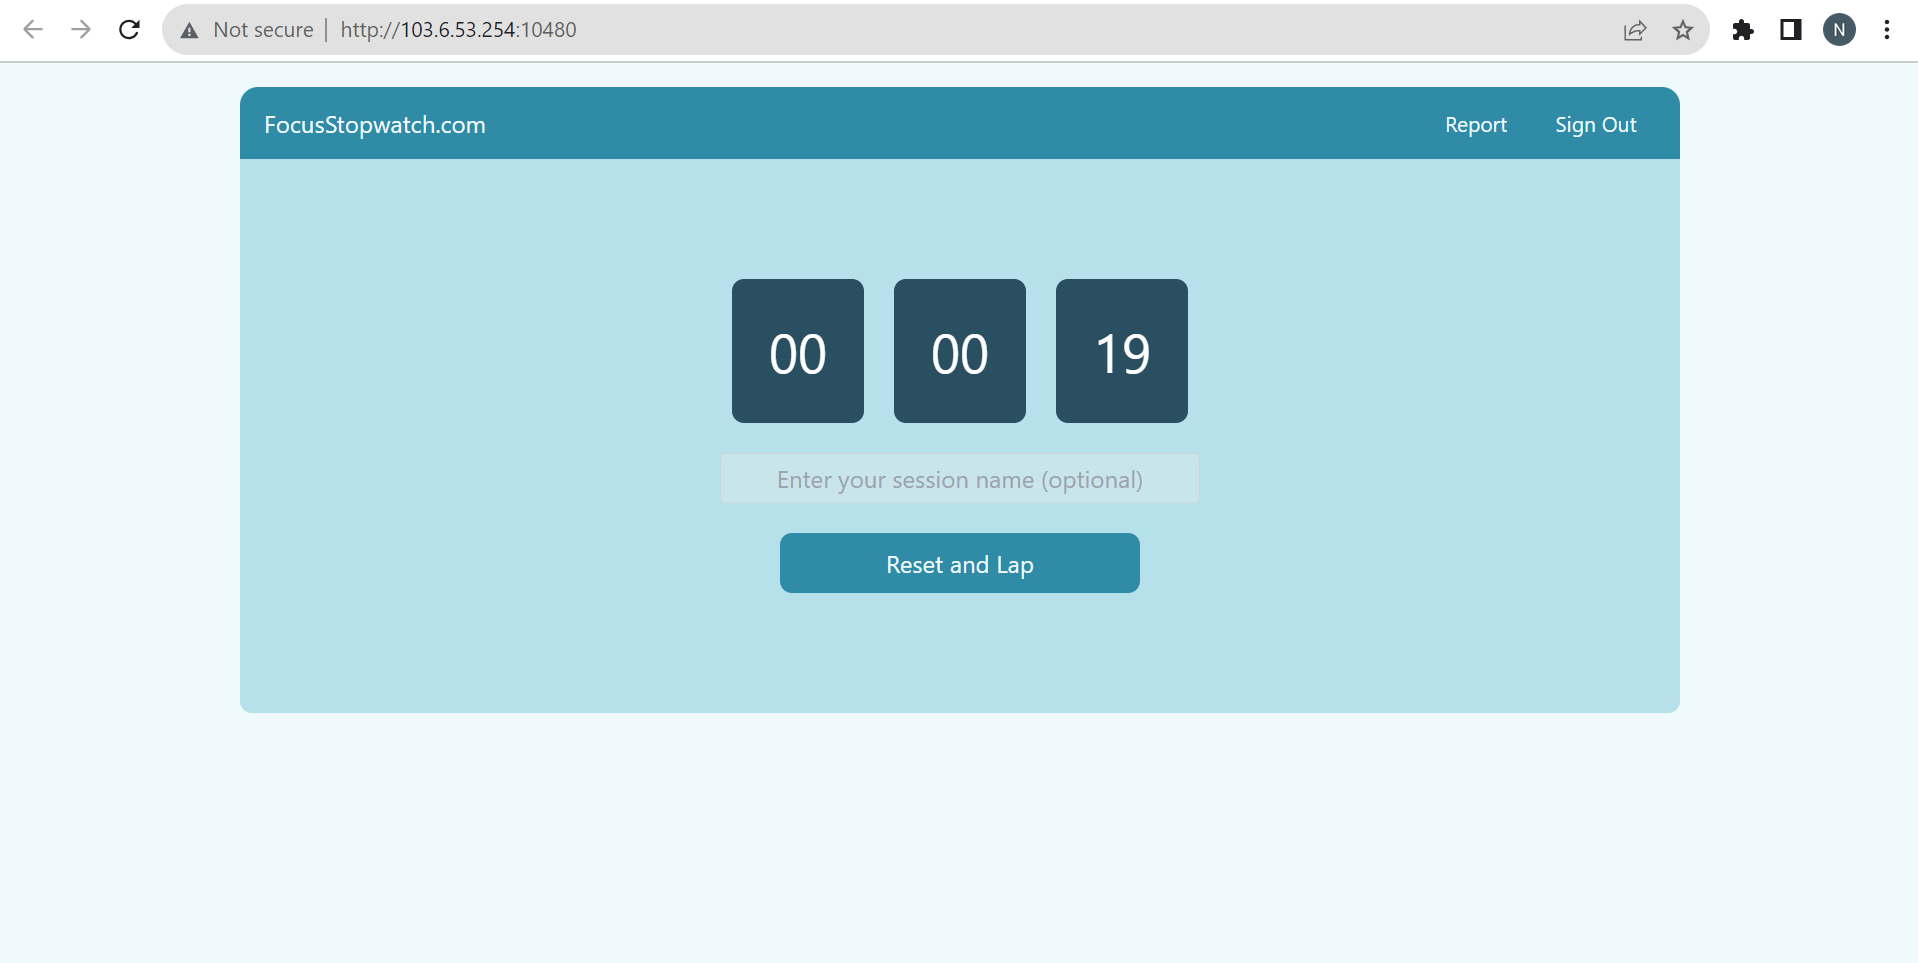 Not secure | http://103.6.53.254:10480
N
FocusStopwatch.com
Report
Sign Out
00 00 19
Enter your session name (optional)
Reset and Lap